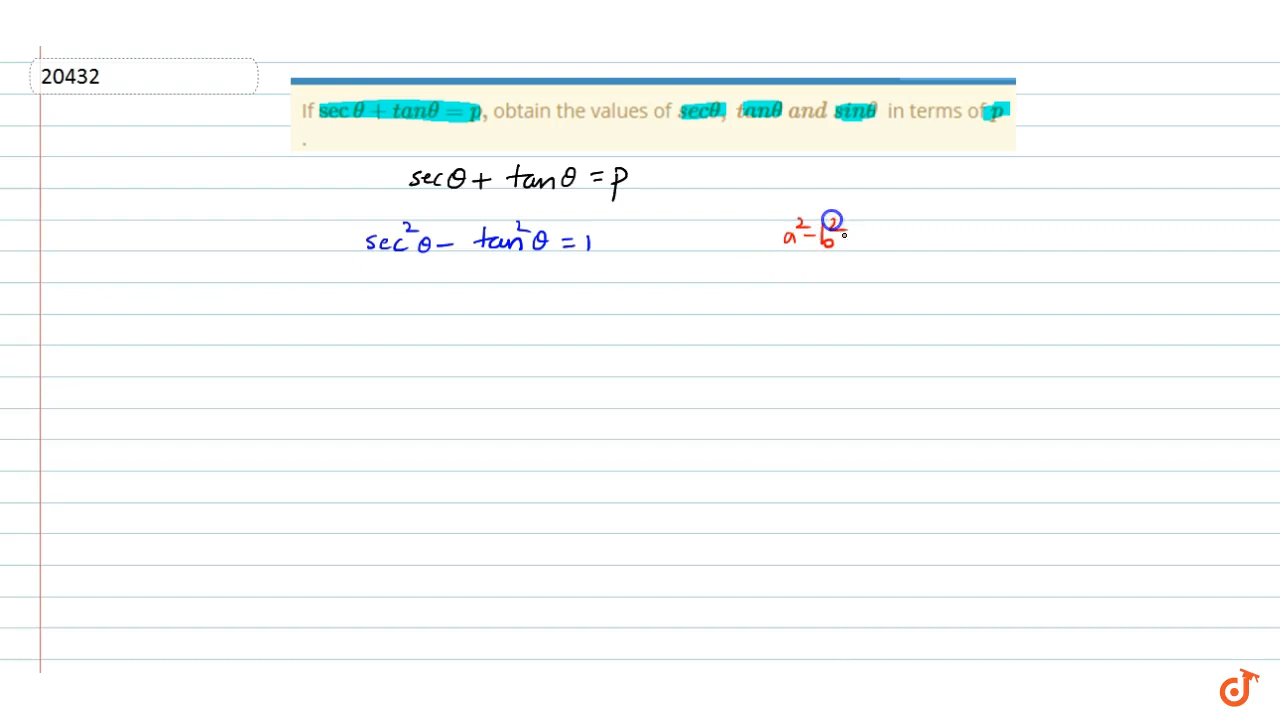 20432
If sec θ + tanθ = p, obtain the values of secθ, tanθ and sinθ in terms of p
.
secθ + tanθ = p
sec²θ - tan²θ = 1
a² - b²